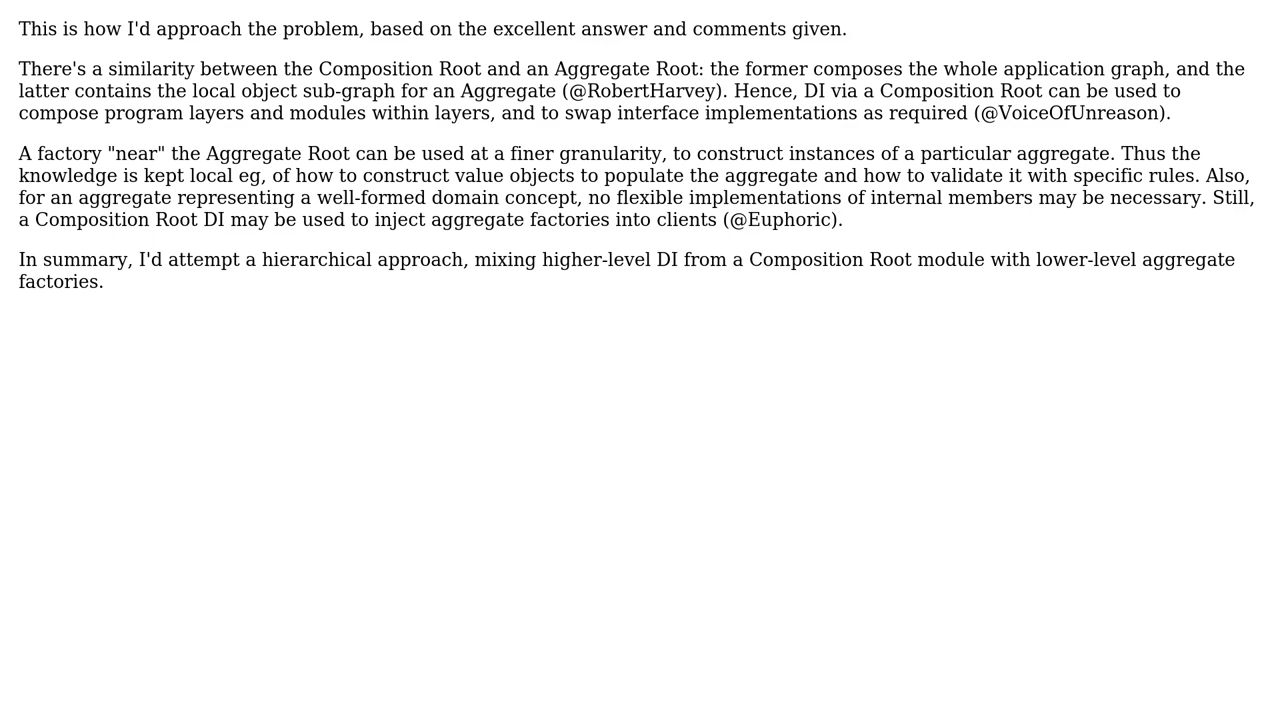 This is how I'd approach the problem, based on the excellent answer and comments given.
There's a similarity between the Composition Root and an Aggregate Root: the former composes the whole application graph, and the
latter contains the local object sub-graph for an Aggregate (@RobertHarvey). Hence, DI via a Composition Root can be used to
compose program layers and modules within layers, and to swap interface implementations as required (@VoiceOfUnreason).
A factory "near" the Aggregate Root can be used at a finer granularity, to construct instances of a particular aggregate. Thus the
knowledge is kept local eg, of how to construct value objects to populate the aggregate and how to validate it with specific rules. Also,
for an aggregate representing a well-formed domain concept, no flexible implementations of internal members may be necessary. Still,
a Composition Root DI may be used to inject aggregate factories into clients (@Euphoric).
In summary, I'd attempt a hierarchical approach, mixing higher-level DI from a Composition Root module with lower-level aggregate
factories.